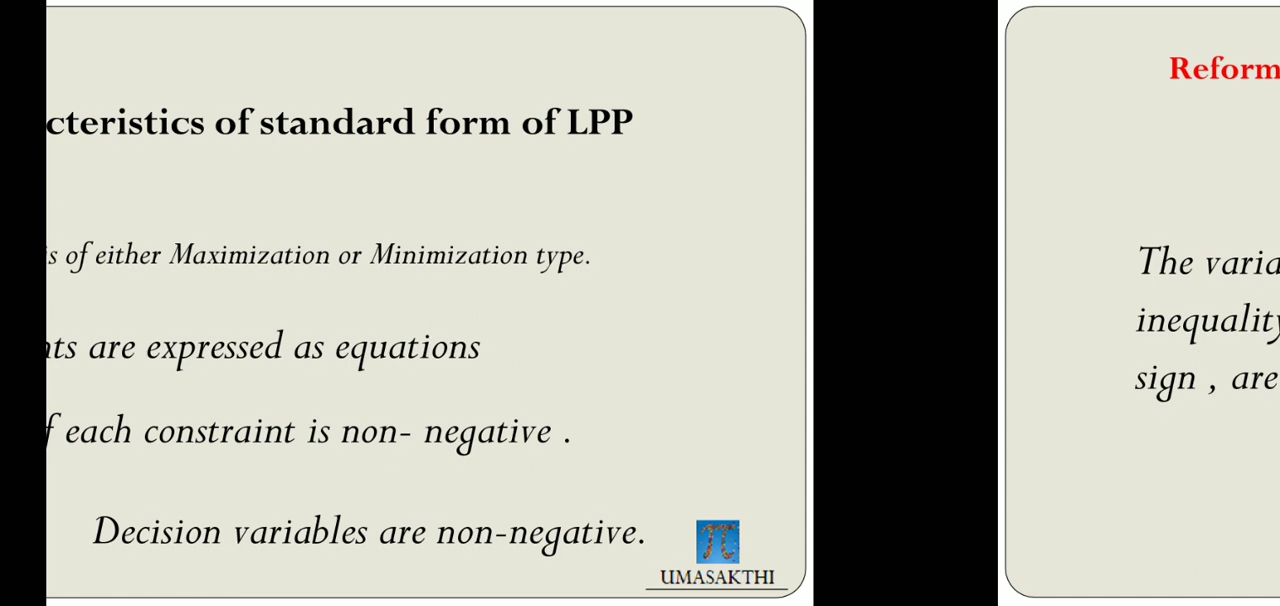 cteristics of standard form of LPP
is of either Maximization or Minimization type.
nts are expressed as equations
f each constraint is non- negative .
Decision variables are non-negative.
UMASAKTHI
Reform
The varia
inequality
sign , are